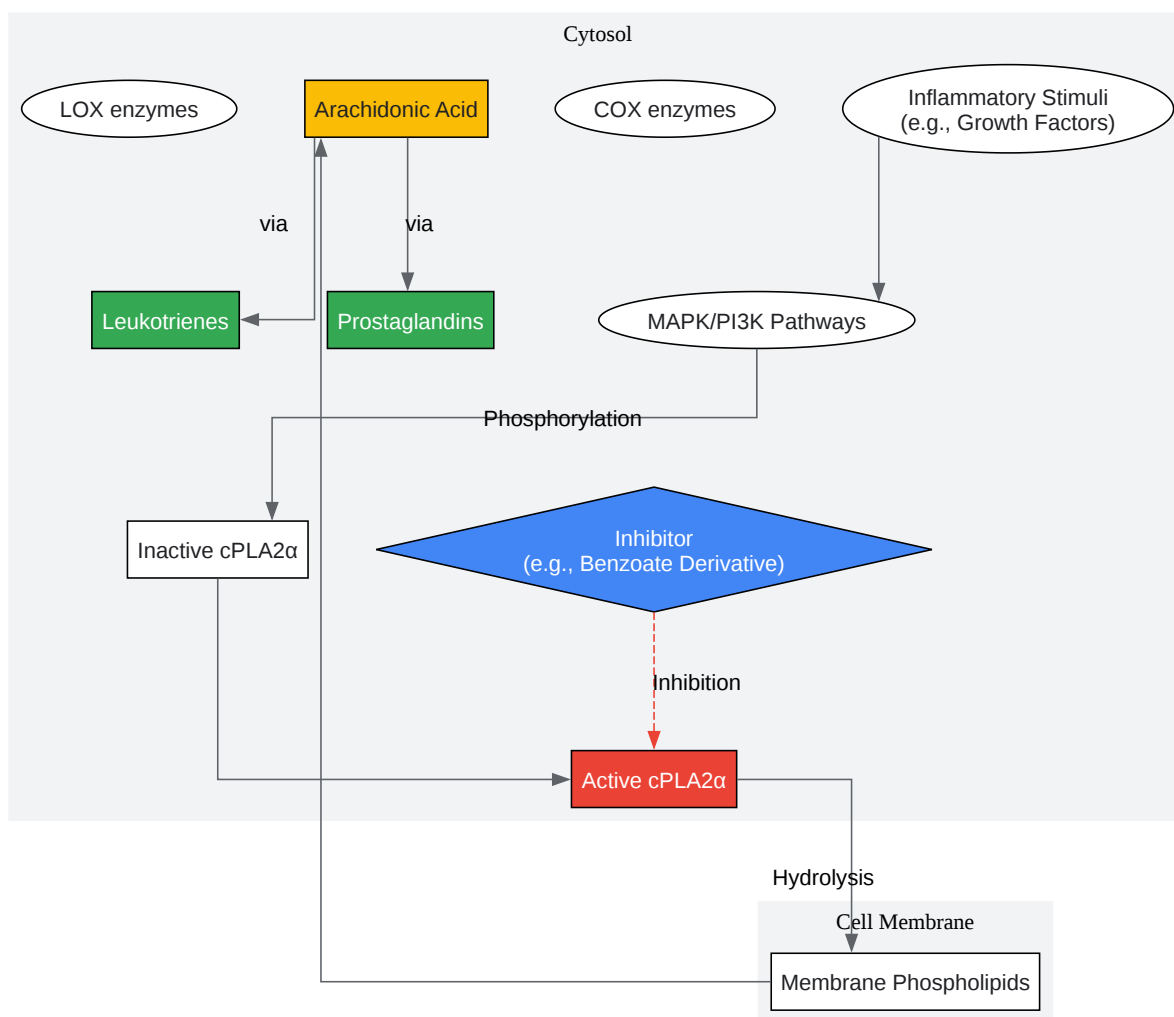 Cytosol
LOX enzymes
Arachidonic Acid
COX enzymes
Inflammatory Stimuli
(e.g., Growth Factors)
via
via
Leukotrienes
Prostaglandins
MAPK/PI3K Pathways
Phosphorylation
Inactive cPLA2α
Inhibitor
(e.g., Benzoate Derivative)
Inhibition
Active cPLA2α
Hydrolysis
Cell Membrane
Membrane Phospholipids